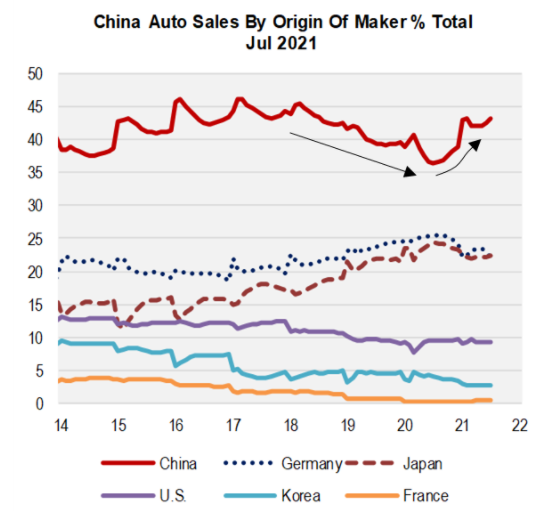 China Auto Sales By Origin Of Maker % Total
Jul 2021
50
45
40
35
30
25
20
15
10
5
0
14 15 16 17 18 19 20 21 22
China Germany Japan
U.S. Korea France